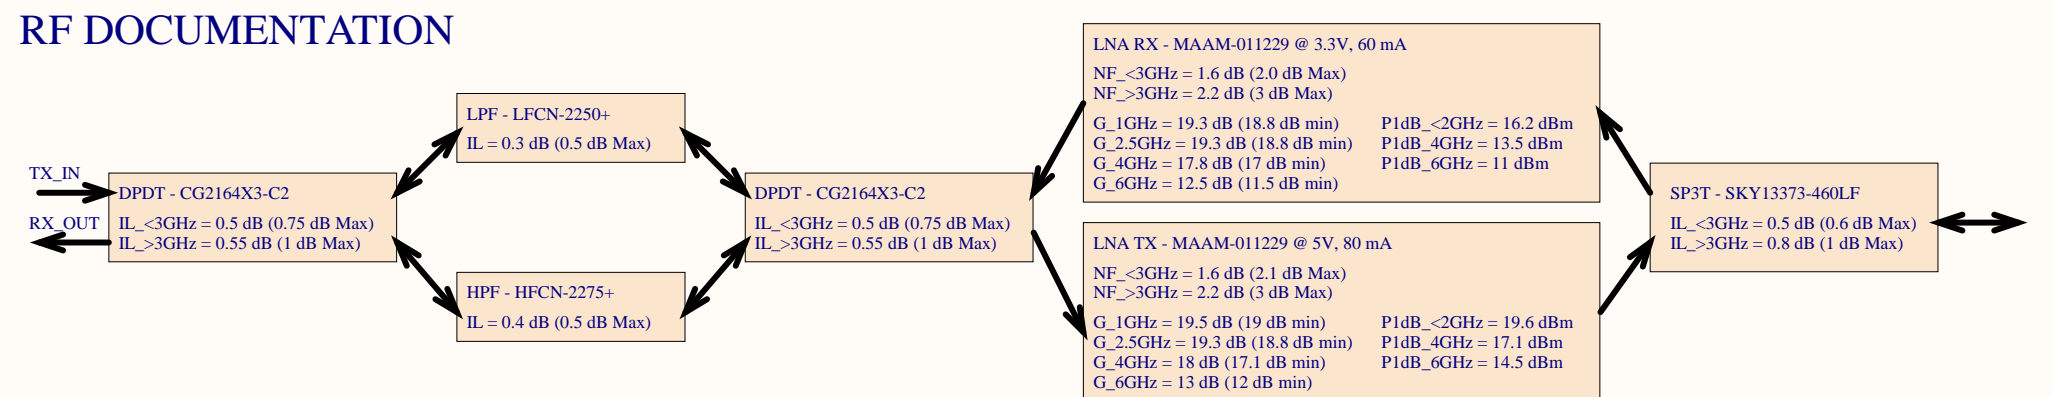 RF DOCUMENTATION
TX_IN
RX_OUT
DPDT - CG2164X3-C2
IL_<3GHz = 0.5 dB (0.75 dB Max)
IL_>3GHz = 0.55 dB (1 dB Max)
LPF - LFCN-2250+
IL = 0.3 dB (0.5 dB Max)
HPF - HFCN-2275+
IL = 0.4 dB (0.5 dB Max)
DPDT - CG2164X3-C2
IL_<3GHz = 0.5 dB (0.75 dB Max)
IL_>3GHz = 0.55 dB (1 dB Max)
LNA RX - MAAM-011229 @ 3.3V, 60 mA
NF_<3GHz = 1.6 dB (2.0 dB Max)
NF_>3GHz = 2.2 dB (3 dB Max)
G_1GHz = 19.3 dB (18.8 dB min) P1dB_<2GHz = 16.2 dBm
G_2.5GHz = 19.3 dB (18.8 dB min) P1dB_4GHz = 13.5 dBm
G_4GHz = 17.8 dB (17 dB min) P1dB_6GHz = 11 dBm
G_6GHz = 12.5 dB (11.5 dB min)
LNA TX - MAAM-011229 @ 5V, 80 mA
NF_<3GHz = 1.6 dB (2.1 dB Max)
NF_>3GHz = 2.2 dB (3 dB Max)
G_1GHz = 19.5 dB (19 dB min) P1dB_<2GHz = 19.6 dBm
G_2.5GHz = 19.3 dB (18.8 dB min) P1dB_4GHz = 17.1 dBm
G_4GHz = 18 dB (17.1 dB min) P1dB_6GHz = 14.5 dBm
G_6GHz = 13 dB (12 dB min)
SP3T - SKY13373-460LF
IL_<3GHz = 0.5 dB (0.6 dB Max)
IL_>3GHz = 0.8 dB (1 dB Max)